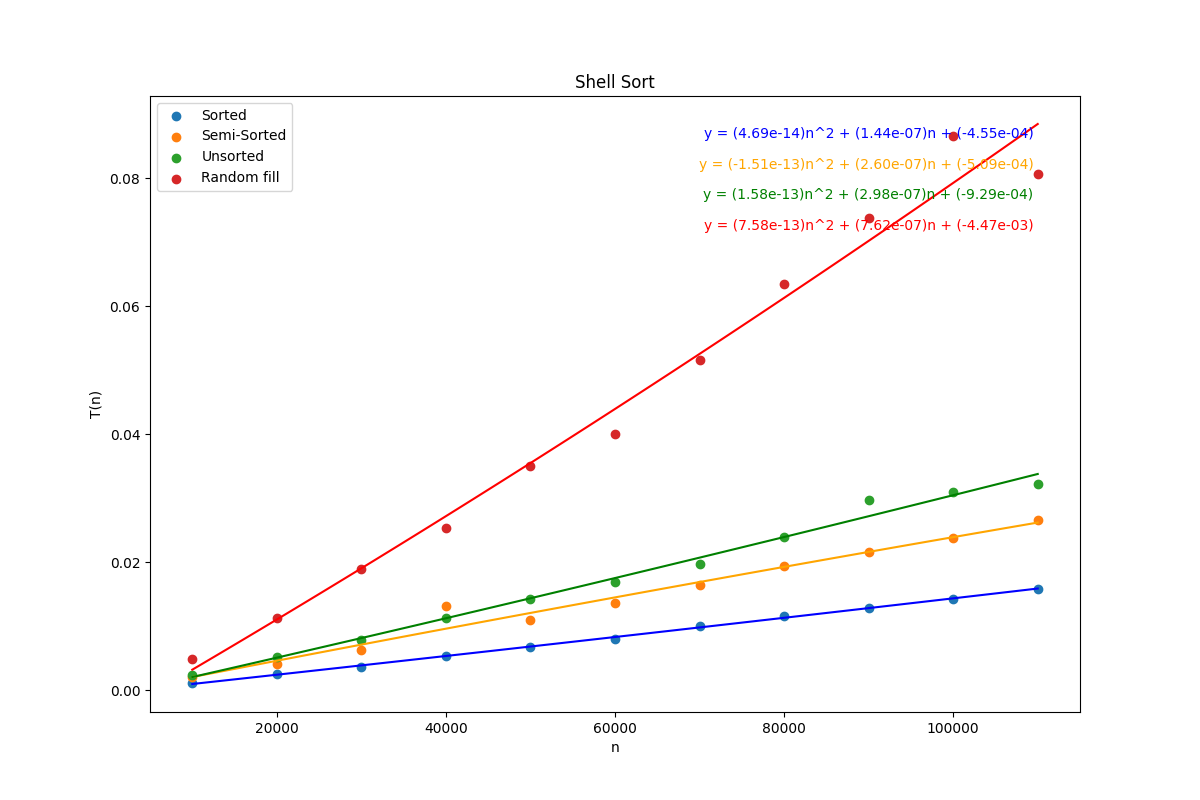 Shell Sort
Sorted
Semi-Sorted
Unsorted
Random fill
y = (4.69e-14)n^2 + (1.44e-07)n + (-4.55e-04)
y = (-1.51e-13)n^2 + (2.60e-07)n + (-5.09e-04)
y = (1.58e-13)n^2 + (2.98e-07)n + (-9.29e-04)
y = (7.58e-13)n^2 + (7.62e-07)n + (-4.47e-03)
T(n)
0.08
0.06
0.04
0.02
0.00
20000 40000 60000 80000 100000
n